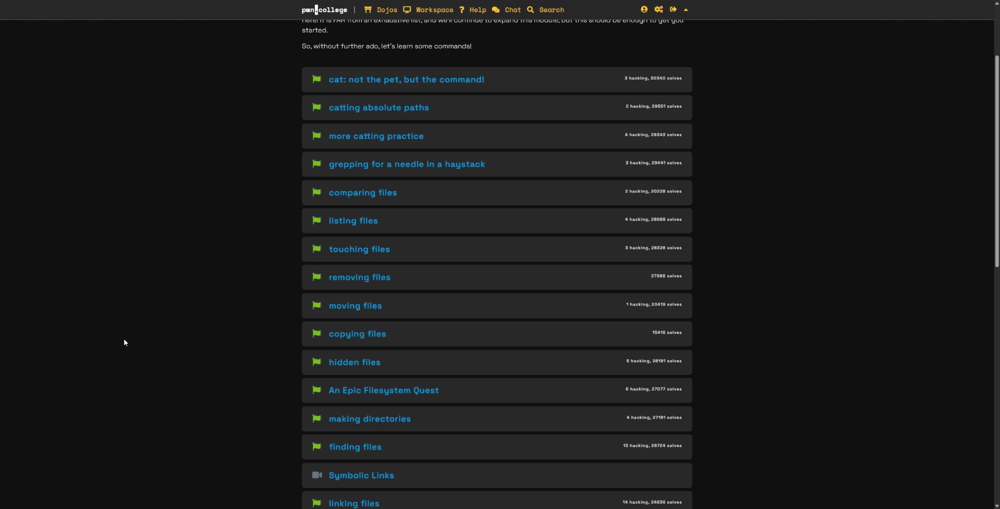 pwn.college | Dojos Workspace ? Help Chat Search
here! It is FAR from an exhaustive list, and we'll continue to expand this module, but this should be enough to get you
started.
So, without further ado, let's learn some commands!
cat: not the pet, but the command! 3 hacking, 30340 solves
catting absolute paths 2 hacking, 29551 solves
more catting practice 4 hacking, 29343 solves
grepping for a needle in a haystack 3 hacking, 29441 solves
comparing files 2 hacking, 20228 solves
listing files 4 hacking, 28688 solves
touching files 3 hacking, 28328 solves
removing files 27996 solves
moving files 1 hacking, 20419 solves
copying files 15416 solves
hidden files 5 hacking, 28181 solves
An Epic Filesystem Quest 6 hacking, 27077 solves
making directories 4 hacking, 27181 solves
finding files 15 hacking, 26724 solves
Symbolic Links
linking files 14 hacking, 24836 solves